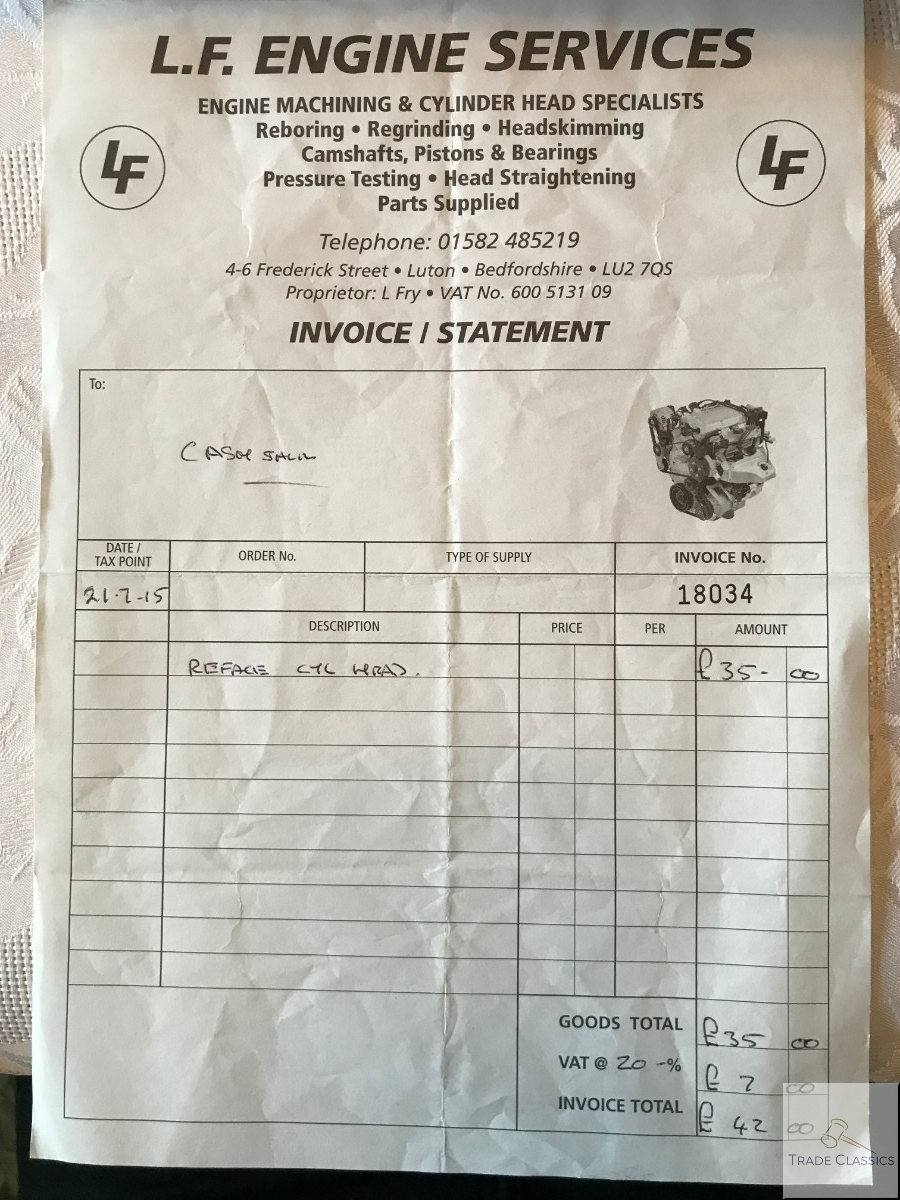 L.F. ENGINE SERVICES
ENGINE MACHINING & CYLINDER HEAD SPECIALISTS
Reboring • Regrinding • Headskimming
Camshafts, Pistons & Bearings
Pressure Testing • Head Straightening
Parts Supplied
LF
LF
Telephone: 01582 485219
4-6 Frederick Street • Luton • Bedfordshire • LU2 7QS
Proprietor: L Fry • VAT No. 600 5131 09
INVOICE / STATEMENT
To:
CASH SALE
DATE / TAX POINT ORDER No. TYPE OF SUPPLY INVOICE No.
21-7-15 18034
DESCRIPTION PRICE PER AMOUNT
REFACE CYL HEAD. £35- 00
GOODS TOTAL £35 00
VAT @ 20 -% £ 7 00
INVOICE TOTAL £ 42 00
TRADE CLASSICS